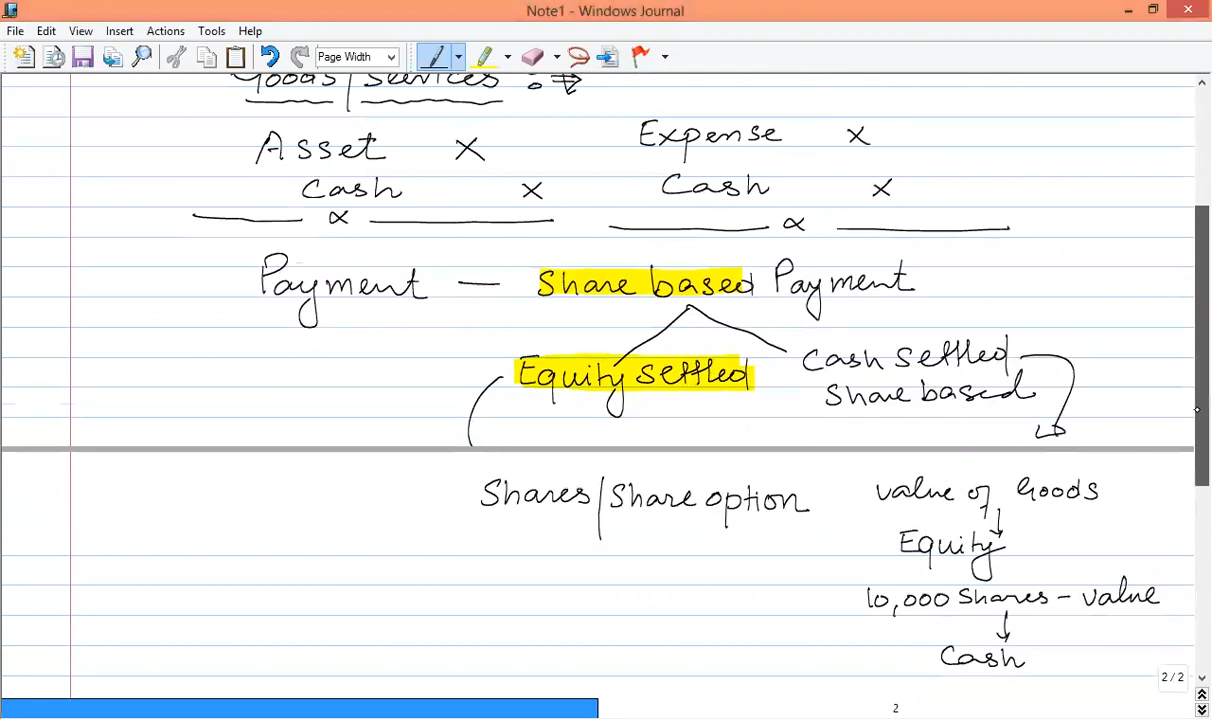 Note1 - Windows Journal
File Edit View Insert Actions Tools Help
Page Width
Goods/Services :
Asset X
Cash X
Expense X
Cash X
Payment — Share based Payment
Equity settled
Cash settled
Share based
Shares/Share option
value of Goods
Equity
10,000 Shares - value
Cash
2 / 2
2